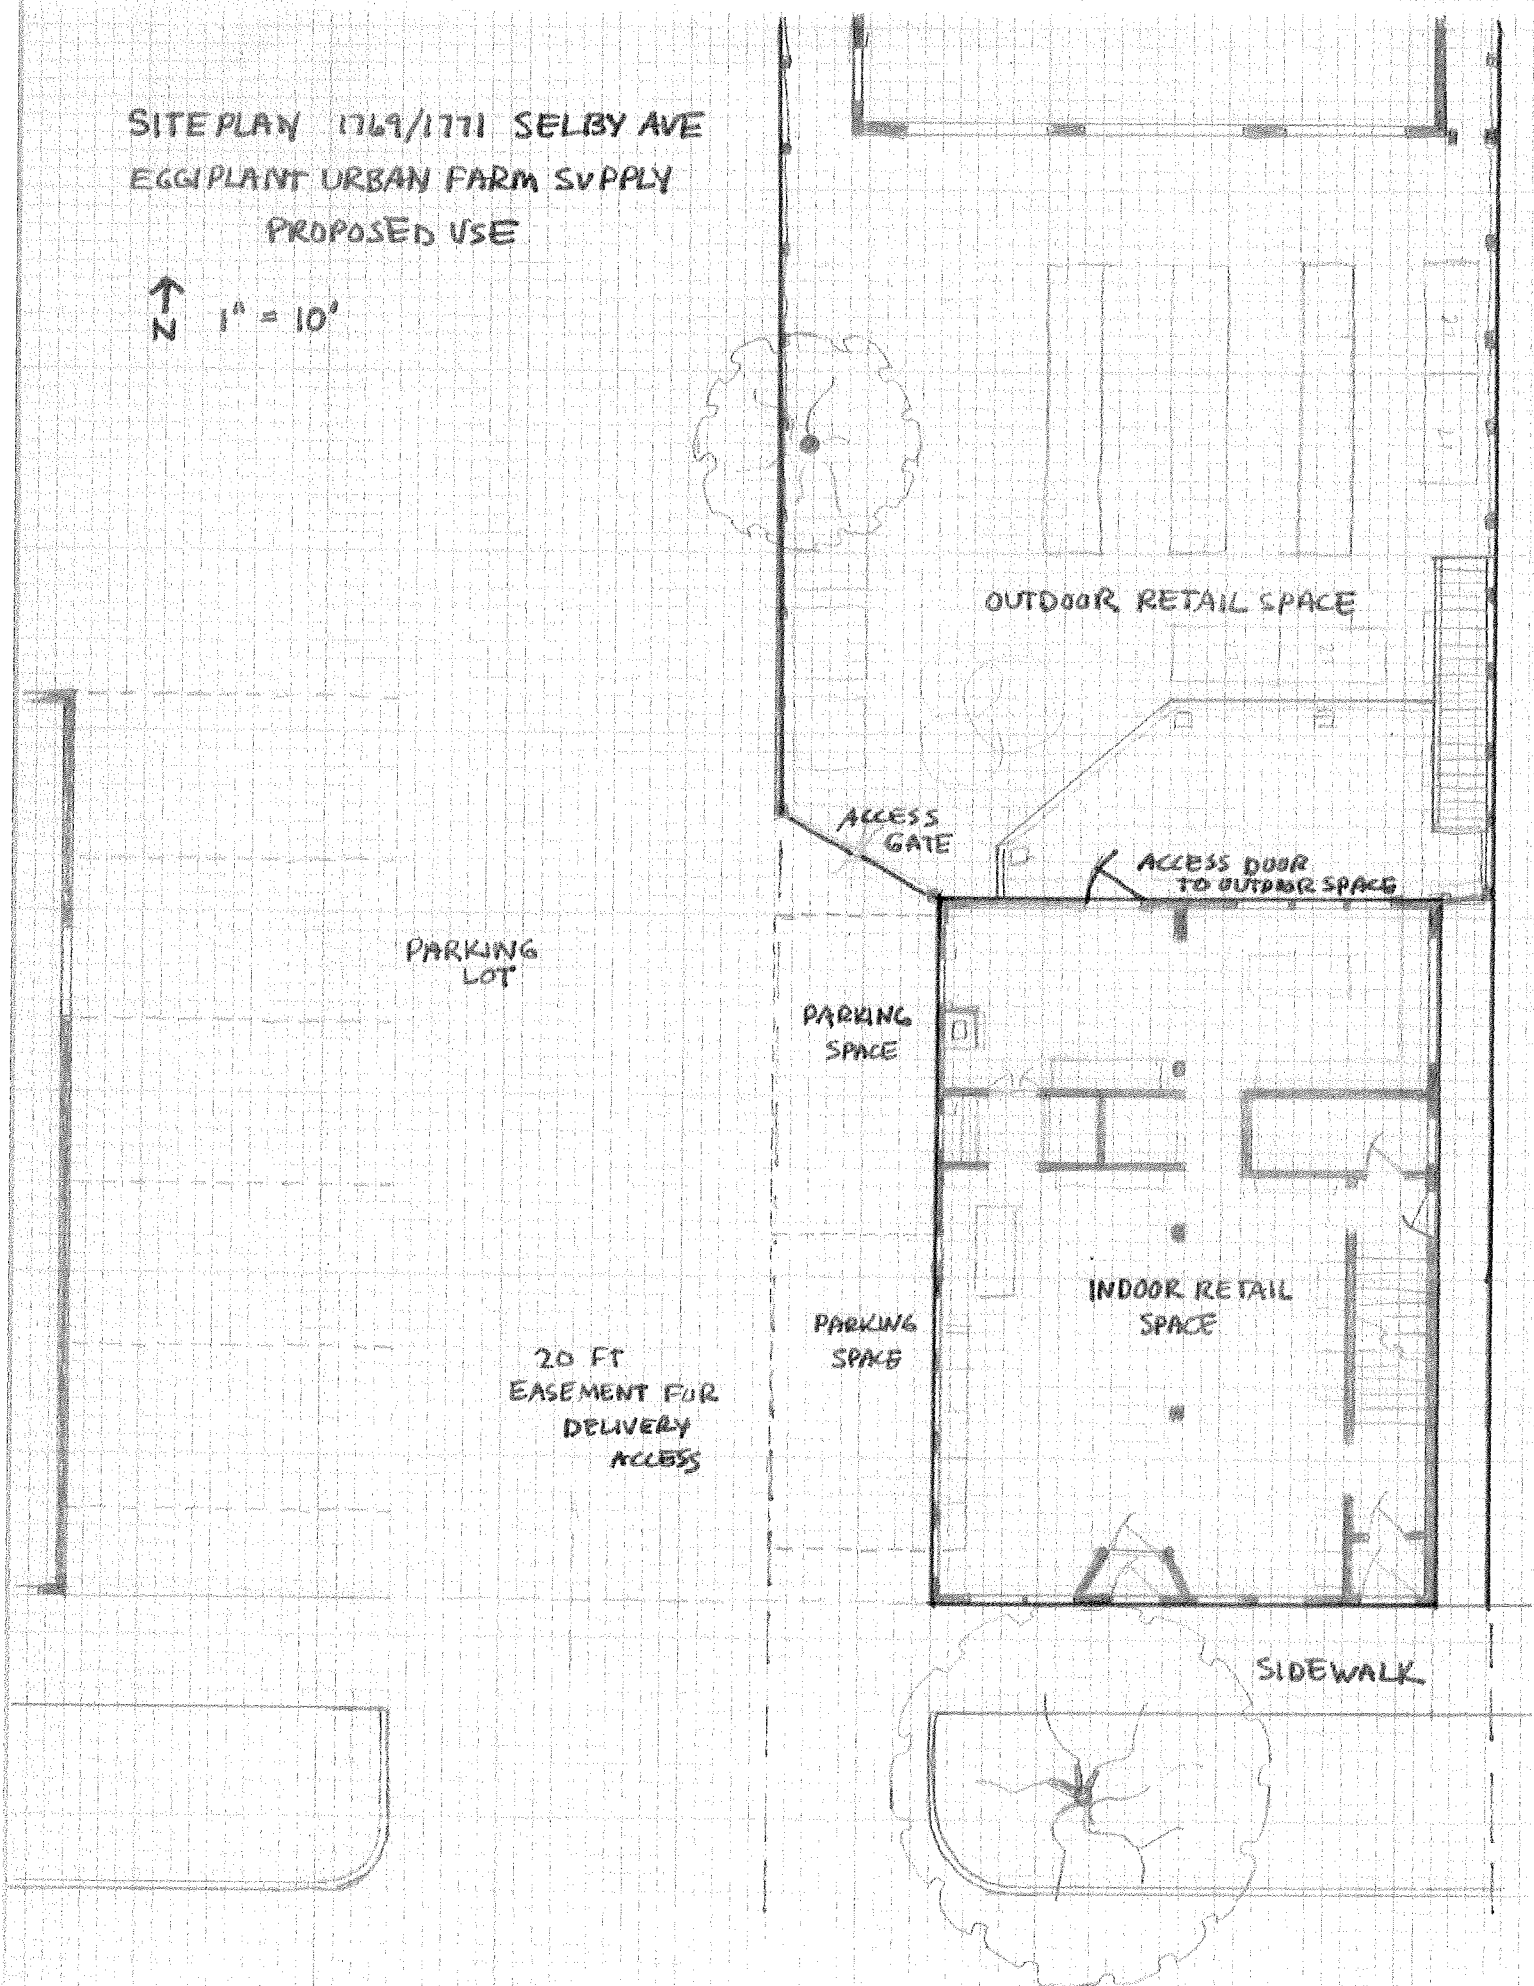 SITE PLAN 1769/1771 SELBY AVE
EGGPLANT URBAN FARM SUPPLY
PROPOSED USE
N 1" = 10'
OUTDOOR RETAIL SPACE
ACCESS
GATE
ACCESS DOOR
TO OUTDOOR SPACE
PARKING
LOT
PARKING
SPACE
INDOOR RETAIL
SPACE
PARKING
SPACE
20 FT
EASEMENT FOR
DELIVERY
ACCESS
SIDEWALK